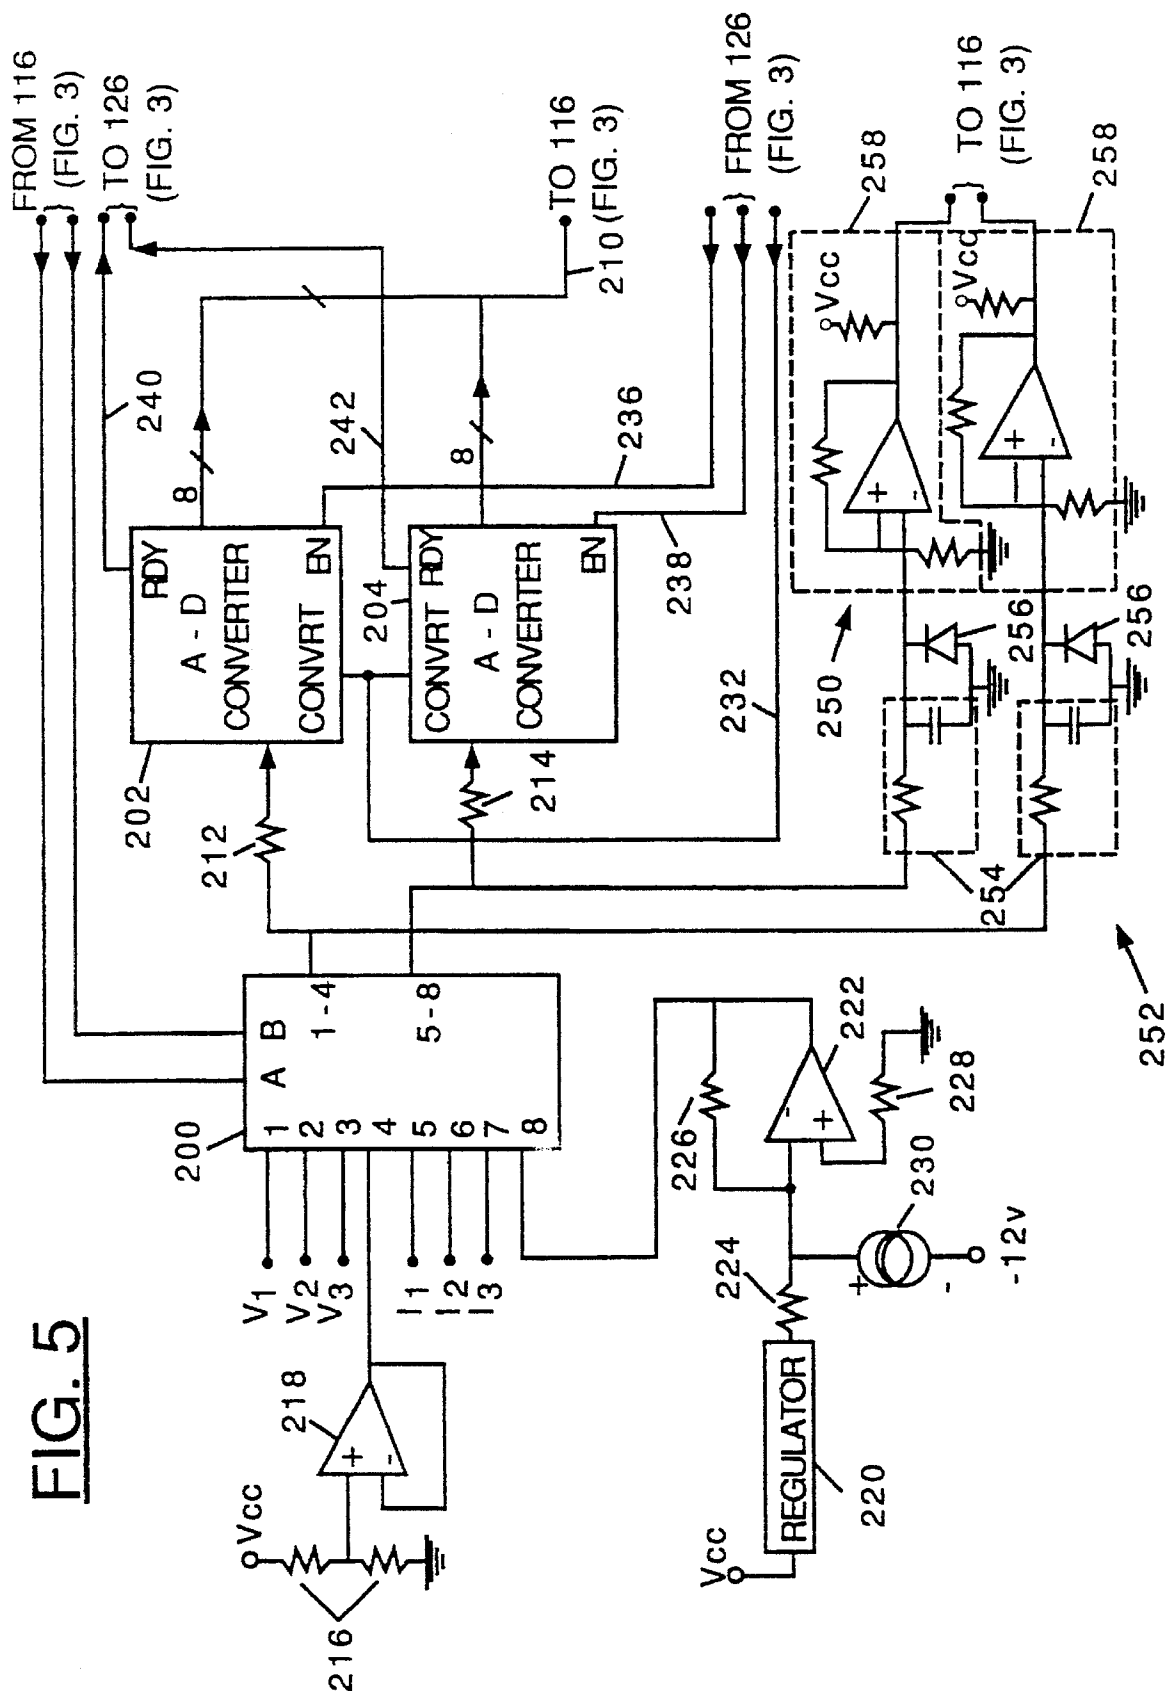 FIG. 5
FROM 116
(FIG. 3)
TO 126
(FIG. 3)
240
RDY
A - D
CONVERTER
CONVRT
EN
202
8
212
242
204
CONVRT
RDY
A - D
CONVERTER
EN
8
214
TO 116
(FIG. 3)
210
236
238
232
FROM 126
(FIG. 3)
200
A
B
1
2
3
4
5
6
7
8
1-4
5-8
V1
V2
V3
I1
I2
I3
Vcc
216
218
+
-
Vcc
REGULATOR
220
224
226
222
-
+
228
230
+
-
-12v
250
252
254
256
256
258
258
Vcc
+
-
Vcc
+
-
TO 116
(FIG. 3)